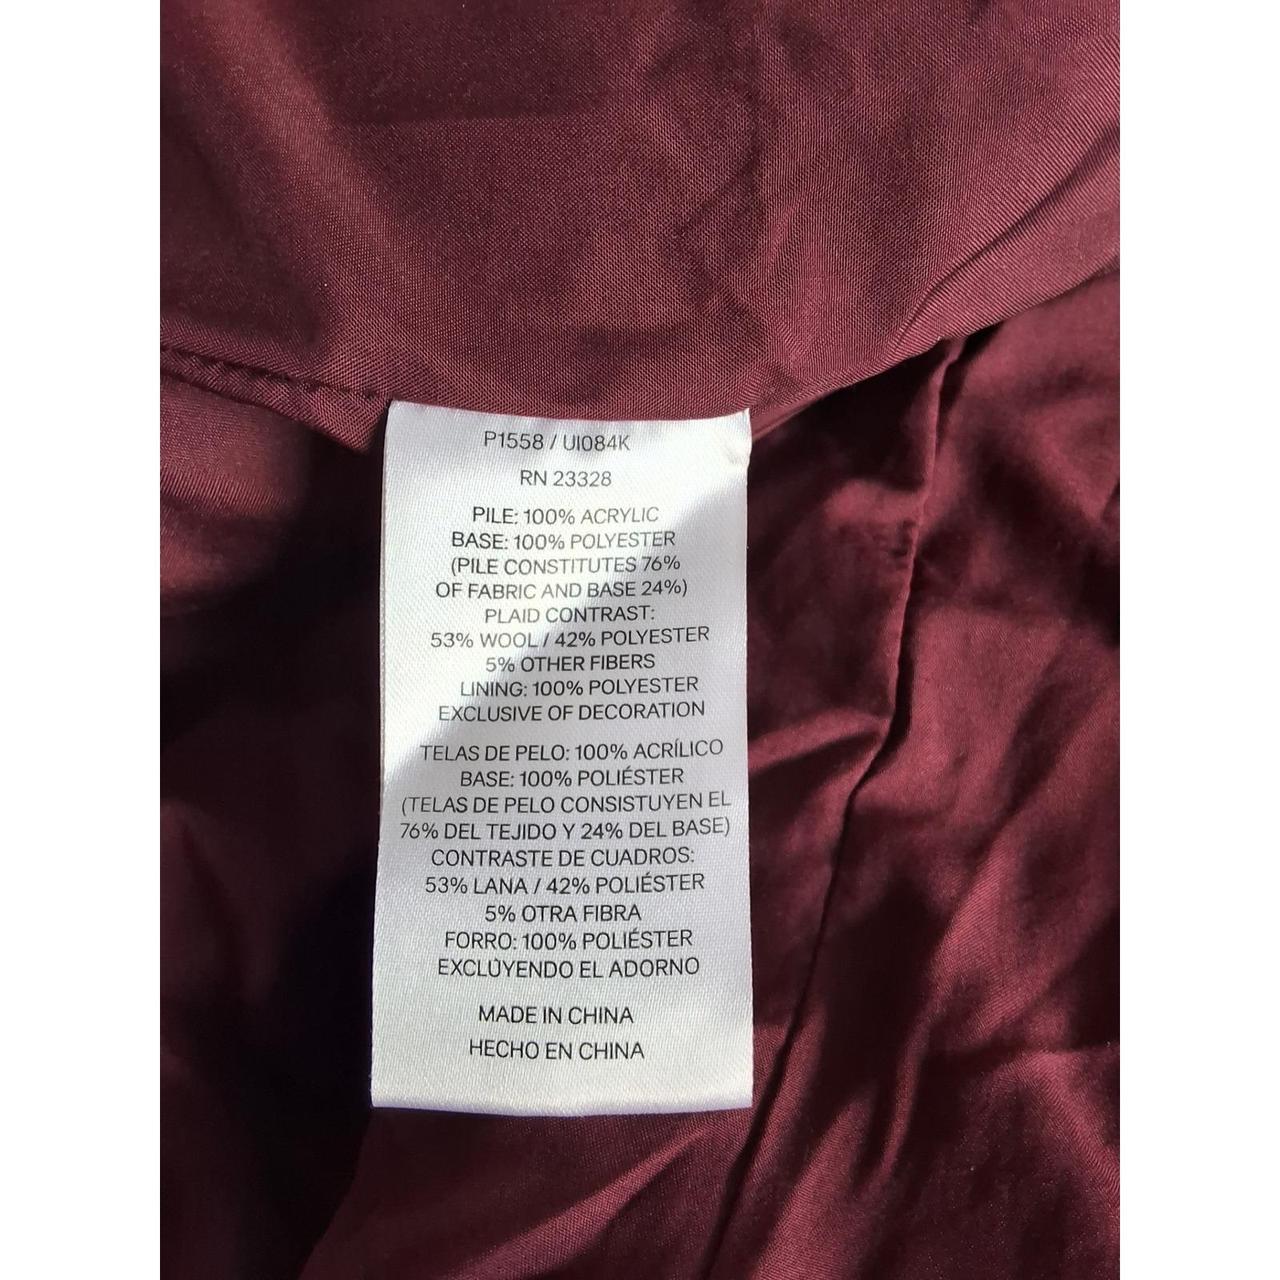 P1558 / UI084K
RN 23328
PILE: 100% ACRYLIC
BASE: 100% POLYESTER
(PILE CONSTITUTES 76%
OF FABRIC AND BASE 24%)
PLAID CONTRAST:
53% WOOL / 42% POLYESTER
5% OTHER FIBERS
LINING: 100% POLYESTER
EXCLUSIVE OF DECORATION
TELAS DE PELO: 100% ACRÍLICO
BASE: 100% POLIÉSTER
(TELAS DE PELO CONSISTUYEN EL
76% DEL TEJIDO Y 24% DEL BASE)
CONTRASTE DE CUADROS:
53% LANA / 42% POLIÉSTER
5% OTRA FIBRA
FORRO: 100% POLIÉSTER
EXCLÙYENDO EL ADORNO
MADE IN CHINA
HECHO EN CHINA